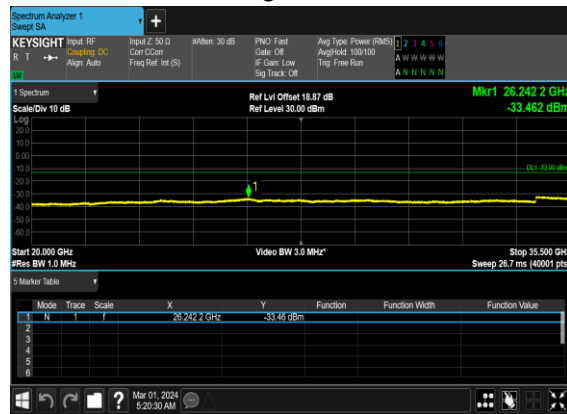 Spectrum Analyzer 1
Swept SA
+
KEYSIGHT Input: RF Input Z: 50 Ω #Atten: 30 dB PNO: Fast Avg Type: Power (RMS) 1 2 3 4 5 6
R T Coupling: DC Corr CCorr Gate: Off Avg|Hold: 100/100 A W W W W W
Align: Auto Freq Ref: Int (S) IF Gain: Low Trig: Free Run
LW Sig Track: Off A N N N N N
1 Spectrum
Scale/Div 10 dB Ref Lvl Offset 18.87 dB Mkr1 26.242 2 GHz
Ref Level 30.00 dBm -33.462 dBm
Log
20.0
10.0
0.00
-10.0
DL1 -13.00 dBm
-20.0
1
-30.0
-40.0
-50.0
-60.0
Start 20.000 GHz Video BW 3.0 MHz* Stop 35.500 GHz
#Res BW 1.0 MHz Sweep 26.7 ms (40001 pts)
5 Marker Table
Mode Trace Scale X Y Function Function Width Function Value
1 N 1 f 26.242 2 GHz -33.46 dBm
2
3
4
5
6
? Mar 01, 2024
5:20:30 AM